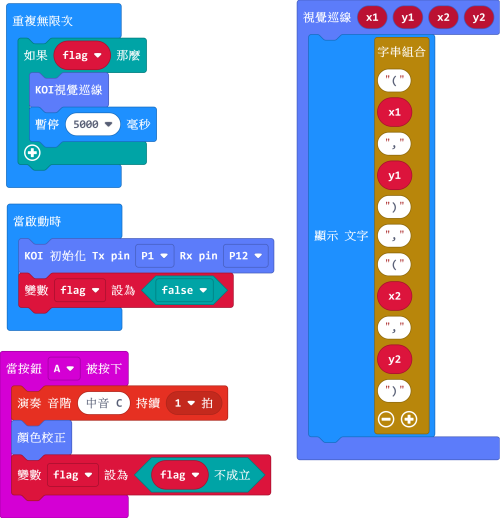 重複無限次
如果 flag 那麼
KOI視覺巡線
暫停 5000 毫秒
當啟動時
KOI 初始化 Tx pin P1 Rx pin P12
變數 flag 設為 false
當按鈕 A 被按下
演奏 音階 中音 C 持續 1 拍
顏色校正
變數 flag 設為 flag 不成立
視覺巡線 x1 y1 x2 y2
顯示 文字
字串組合
"("
x1
","
y1
")"
","
"("
x2
","
y2
")"